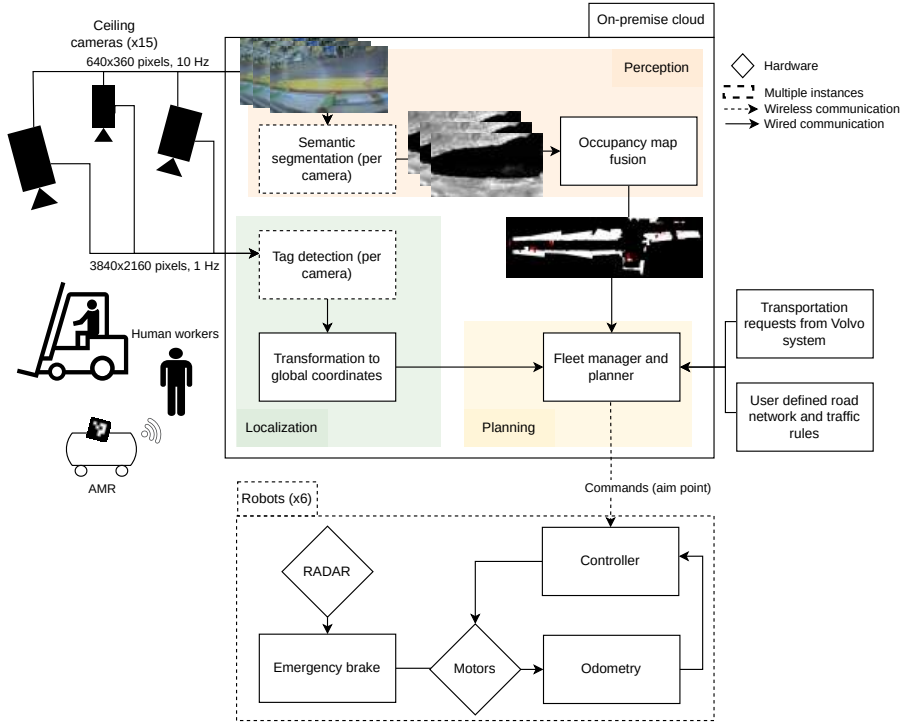 Ceiling
cameras (x15)
640x360 pixels, 10 Hz
On-premise cloud
Perception
Hardware
Multiple instances
Wireless communication
Wired communication
Semantic
segmentation (per
camera)
Occupancy map
fusion
3840x2160 pixels, 1 Hz
Tag detection (per
camera)
Human workers
Transformation to
global coordinates
Fleet manager and
planner
Transportation
requests from Volvo
system
User defined road
network and traffic
rules
Localization
Planning
AMR
Commands (aim point)
Robots (x6)
RADAR
Controller
Emergency brake
Motors
Odometry